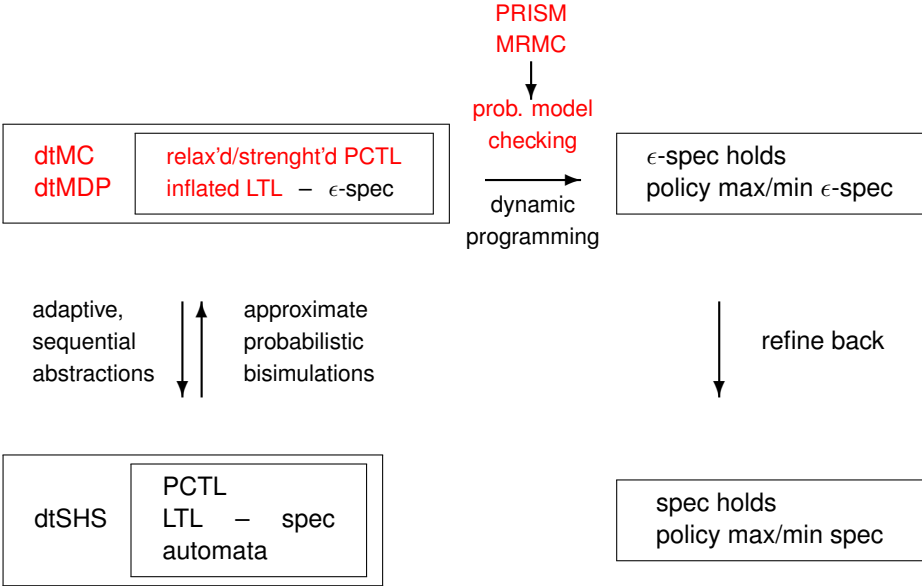 PRISM
MRMC
prob. model
checking
dtMC
dtMDP
relax'd/strenght'd PCTL
inflated LTL – ϵ-spec
dynamic
programming
ϵ-spec holds
policy max/min ϵ-spec
adaptive,
sequential
abstractions
approximate
probabilistic
bisimulations
refine back
dtSHS
PCTL
LTL – spec
automata
spec holds
policy max/min spec